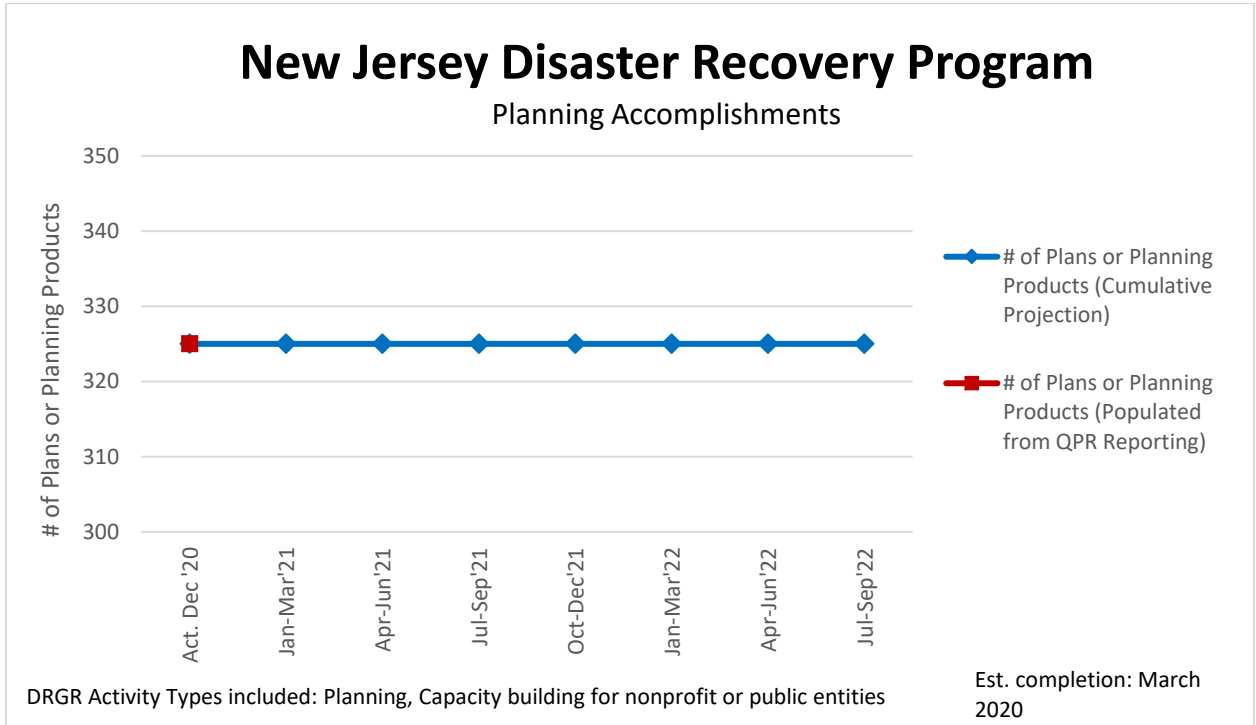 New Jersey Disaster Recovery Program
Planning Accomplishments
# of Plans or Planning Products
350
340
330
320
310
300
Act. Dec '20
Jan-Mar'21
Apr-Jun'21
Jul-Sep'21
Oct-Dec'21
Jan-Mar'22
Apr-Jun'22
Jul-Sep'22
# of Plans or Planning
Products (Cumulative
Projection)
# of Plans or Planning
Products (Populated
from QPR Reporting)
DRGR Activity Types included: Planning, Capacity building for nonprofit or public entities
Est. completion: March
2020